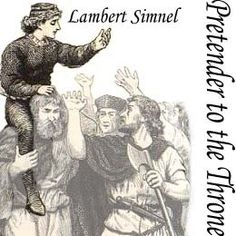 Lambert Simnel
Pretender to the Throne